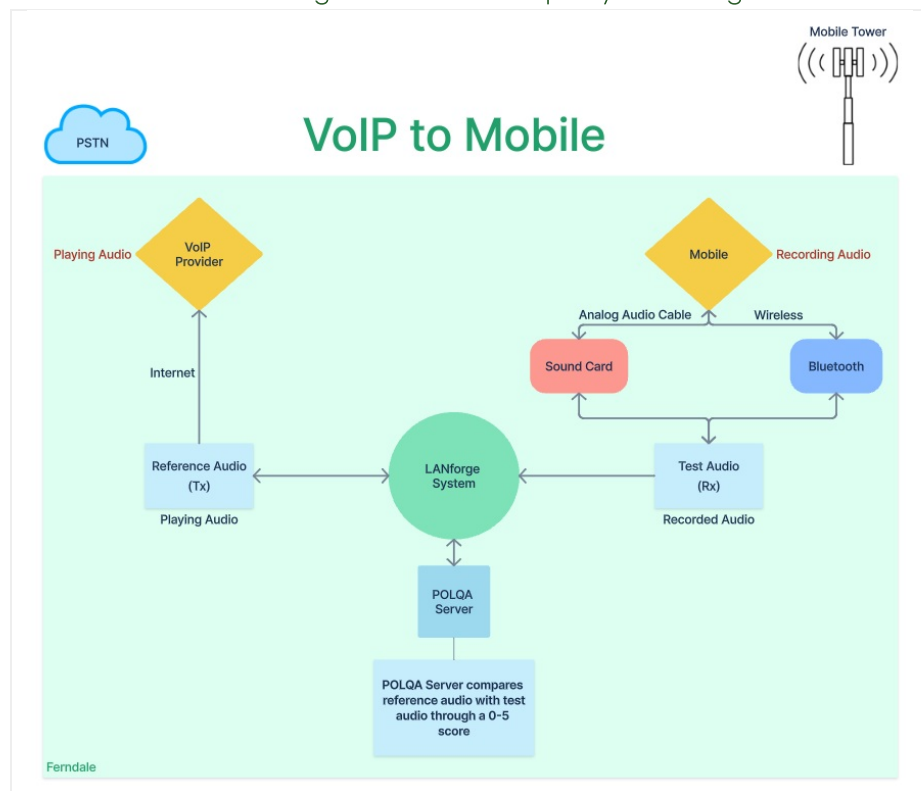 Mobile Tower
PSTN
VoIP to Mobile
Playing Audio
VoIP
Provider
Mobile
Recording Audio
Analog Audio Cable
Wireless
Sound Card
Bluetooth
Internet
Reference Audio
(Tx)
Playing Audio
LANforge
System
Test Audio
(Rx)
Recorded Audio
POLQA
Server
POLQA Server compares
reference audio with test
audio through a 0-5
score
Ferndale